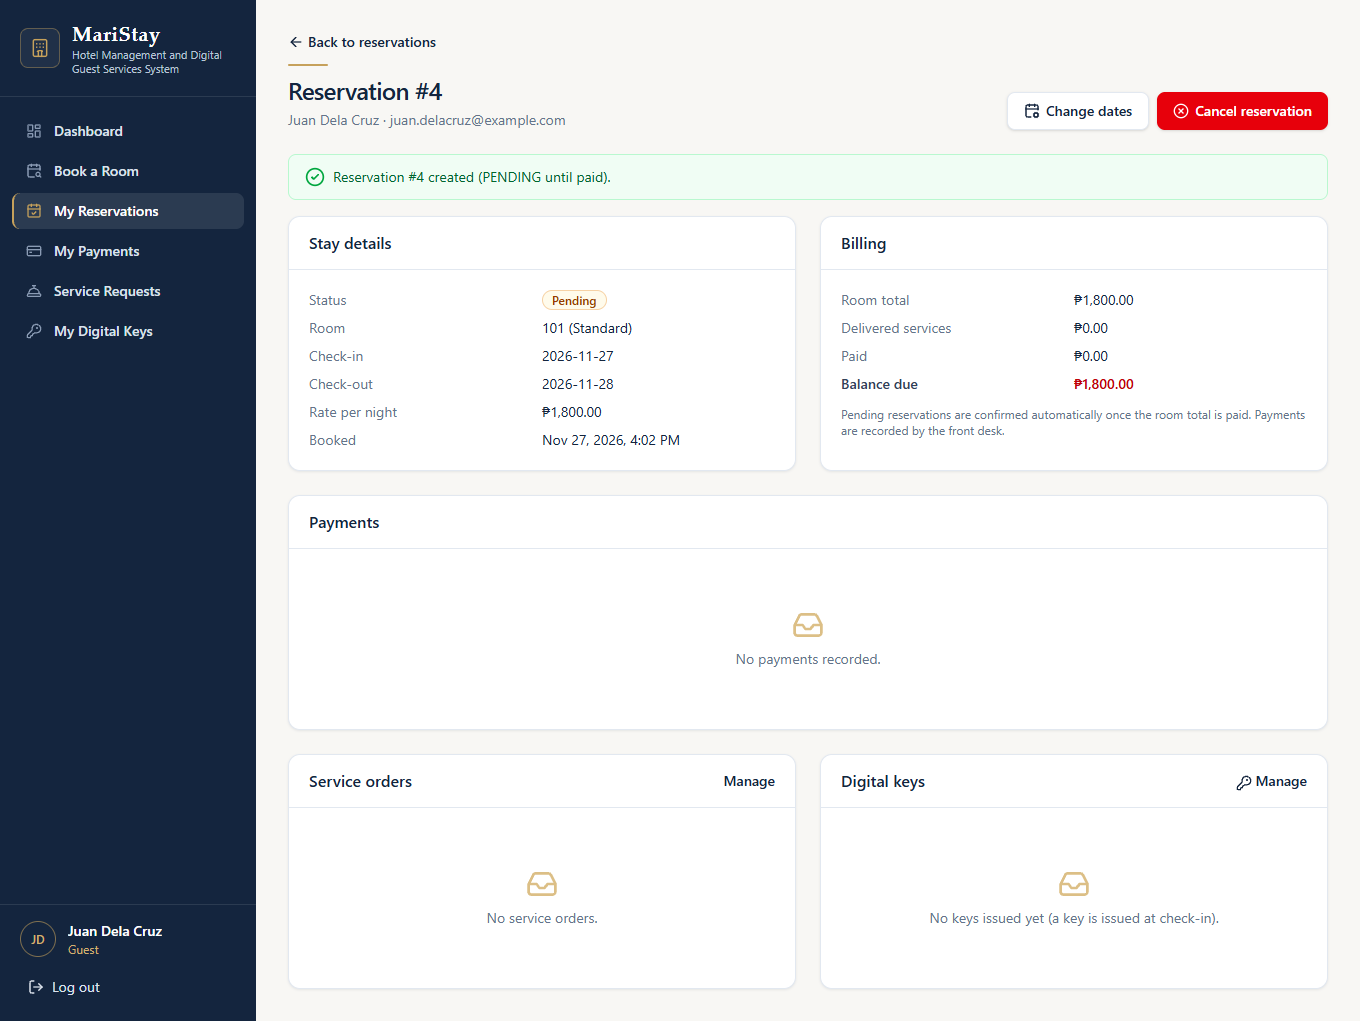 MariStay
Hotel Management and Digital
Guest Services System
Dashboard
Book a Room
My Reservations
My Payments
Service Requests
My Digital Keys
JD
Juan Dela Cruz
Guest
Log out
Back to reservations
Reservation #4
Juan Dela Cruz · juan.delacruz@example.com
Change dates
Cancel reservation
Reservation #4 created (PENDING until paid).
Stay details
Status Pending
Room 101 (Standard)
Check-in 2026-11-27
Check-out 2026-11-28
Rate per night ₱1,800.00
Booked Nov 27, 2026, 4:02 PM
Billing
Room total ₱1,800.00
Delivered services ₱0.00
Paid ₱0.00
Balance due ₱1,800.00
Pending reservations are confirmed automatically once the room total is paid. Payments
are recorded by the front desk.
Payments
No payments recorded.
Service orders Manage
No service orders.
Digital keys Manage
No keys issued yet (a key is issued at check-in).